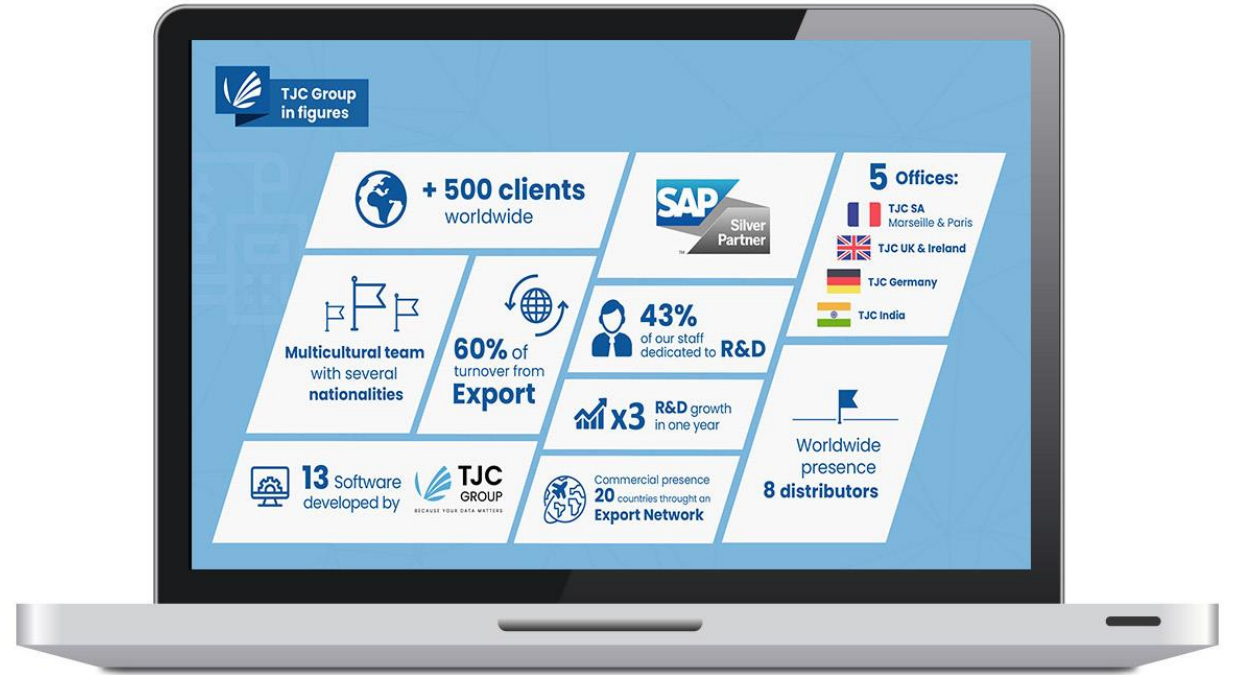 TJC Group
in figures
+ 500 clients
worldwide
SAP
Silver
Partner
TM
5 Offices:
TJC SA
Marseille & Paris
TJC UK & Ireland
TJC Germany
TJC India
Multicultural team
with several
nationalities
60% of
turnover from
Export
43%
of our staff
dedicated to R&D
x3 R&D growth
in one year
Worldwide
presence
8 distributors
13 Software
developed by
TJC
GROUP
BECAUSE YOUR DATA MATTERS
Commercial presence
20 countries throught an
Export Network